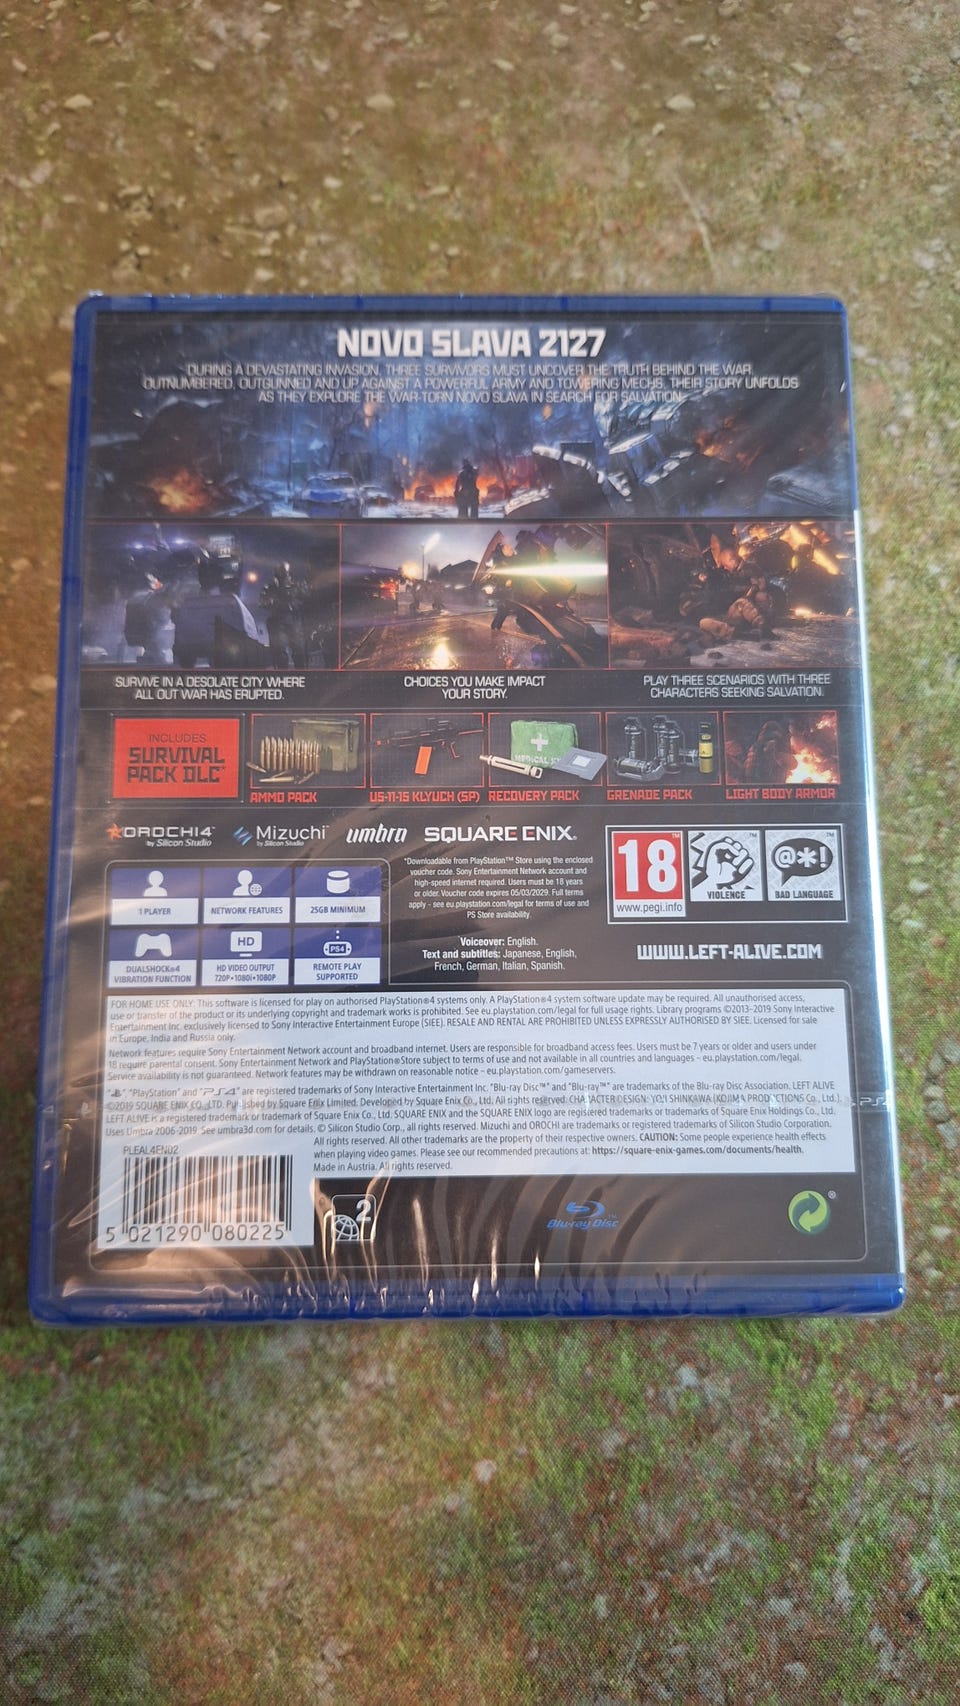 NOVO SLAVA 2127
DURING A DEVASTATING INVASION, THREE SURVIVORS MUST UNCOVER THE TRUTH BEHIND THE WAR.
OUTNUMBERED, OUTGUNNED AND UP AGAINST A POWERFUL ARMY AND TOWERING MECHS, THEIR STORY UNFOLDS
AS THEY EXPLORE THE WAR-TORN NOVO SLAVA IN SEARCH FOR SALVATION.
SURVIVE IN A DESOLATE CITY WHERE
ALL OUT WAR HAS ERUPTED.
CHOICES YOU MAKE IMPACT
YOUR STORY.
PLAY THREE SCENARIOS WITH THREE
CHARACTERS SEEKING SALVATION.
INCLUDES
SURVIVAL
PACK DLC*
AMMO PACK
US-11-15 KLYUCH (SP)
MEDICAL
RECOVERY PACK
GRENADE PACK
LIGHT BODY ARMOR
OROCHI4™
by Silicon Studio
Mizuchi™
by Silicon Studio
umbra
SQUARE ENIX®
*Downloadable from PlayStation™ Store using the enclosed
voucher code. Sony Entertainment Network account and
high-speed internet required. Users must be 18 years
or older. Voucher code expires 05/03/2029. Full terms
apply – see eu.playstation.com/legal for terms of use and
PS Store availability.
18
www.pegi.info
VIOLENCE
@*!
BAD LANGUAGE
1 PLAYER
NETWORK FEATURES
25GB MINIMUM
HD
PS4
DUALSHOCK®4
VIBRATION FUNCTION
HD VIDEO OUTPUT
720P•1080i•1080P
REMOTE PLAY
SUPPORTED
Voiceover: English.
Text and subtitles: Japanese, English,
French, German, Italian, Spanish.
WWW.LEFT-ALIVE.COM
FOR HOME USE ONLY: This software is licensed for play on authorised PlayStation®4 systems only. A PlayStation®4 system software update may be required. All unauthorised access,
use or transfer of the product or its underlying copyright and trademark works is prohibited. See eu.playstation.com/legal for full usage rights. Library programs ©2013-2019 Sony Interactive
Entertainment Inc. exclusively licensed to Sony Interactive Entertainment Europe (SIEE). RESALE AND RENTAL ARE PROHIBITED UNLESS EXPRESSLY AUTHORISED BY SIEE. Licensed for sale
in Europe, India and Russia only.
Network features require Sony Entertainment Network account and broadband internet. Users are responsible for broadband access fees. Users must be 7 years or older and users under
18 require parental consent. Sony Entertainment Network and PlayStation®Store subject to terms of use and not available in all countries and languages – eu.playstation.com/legal.
Service availability is not guaranteed. Network features may be withdrawn on reasonable notice – eu.playstation.com/gameservers.
"PlayStation" and "PS4" are registered trademarks of Sony Interactive Entertainment Inc. "Blu-ray Disc™" and "Blu-ray™" are trademarks of the Blu-ray Disc Association. LEFT ALIVE
©2019 SQUARE ENIX CO., LTD. Published by Square Enix Limited. Developed by Square Enix Co., Ltd. All rights reserved. CHARACTER DESIGN: YOJI SHINKAWA (KOJIMA PRODUCTIONS Co., Ltd.).
LEFT ALIVE is a registered trademark or trademark of Square Enix Co., Ltd. SQUARE ENIX and the SQUARE ENIX logo are registered trademarks or trademarks of Square Enix Holdings Co., Ltd.
Uses Umbra 2006-2019. See umbra3d.com for details. © Silicon Studio Corp., all rights reserved. Mizuchi and OROCHI are trademarks or registered trademarks of Silicon Studio Corporation.
All rights reserved. All other trademarks are the property of their respective owners. CAUTION: Some people experience health effects
when playing video games. Please see our recommended precautions at: https://square-enix-games.com/documents/health.
Made in Austria. All rights reserved.
PLEAL4EN02
5 021290 080225
2
Blu-ray Disc™
®